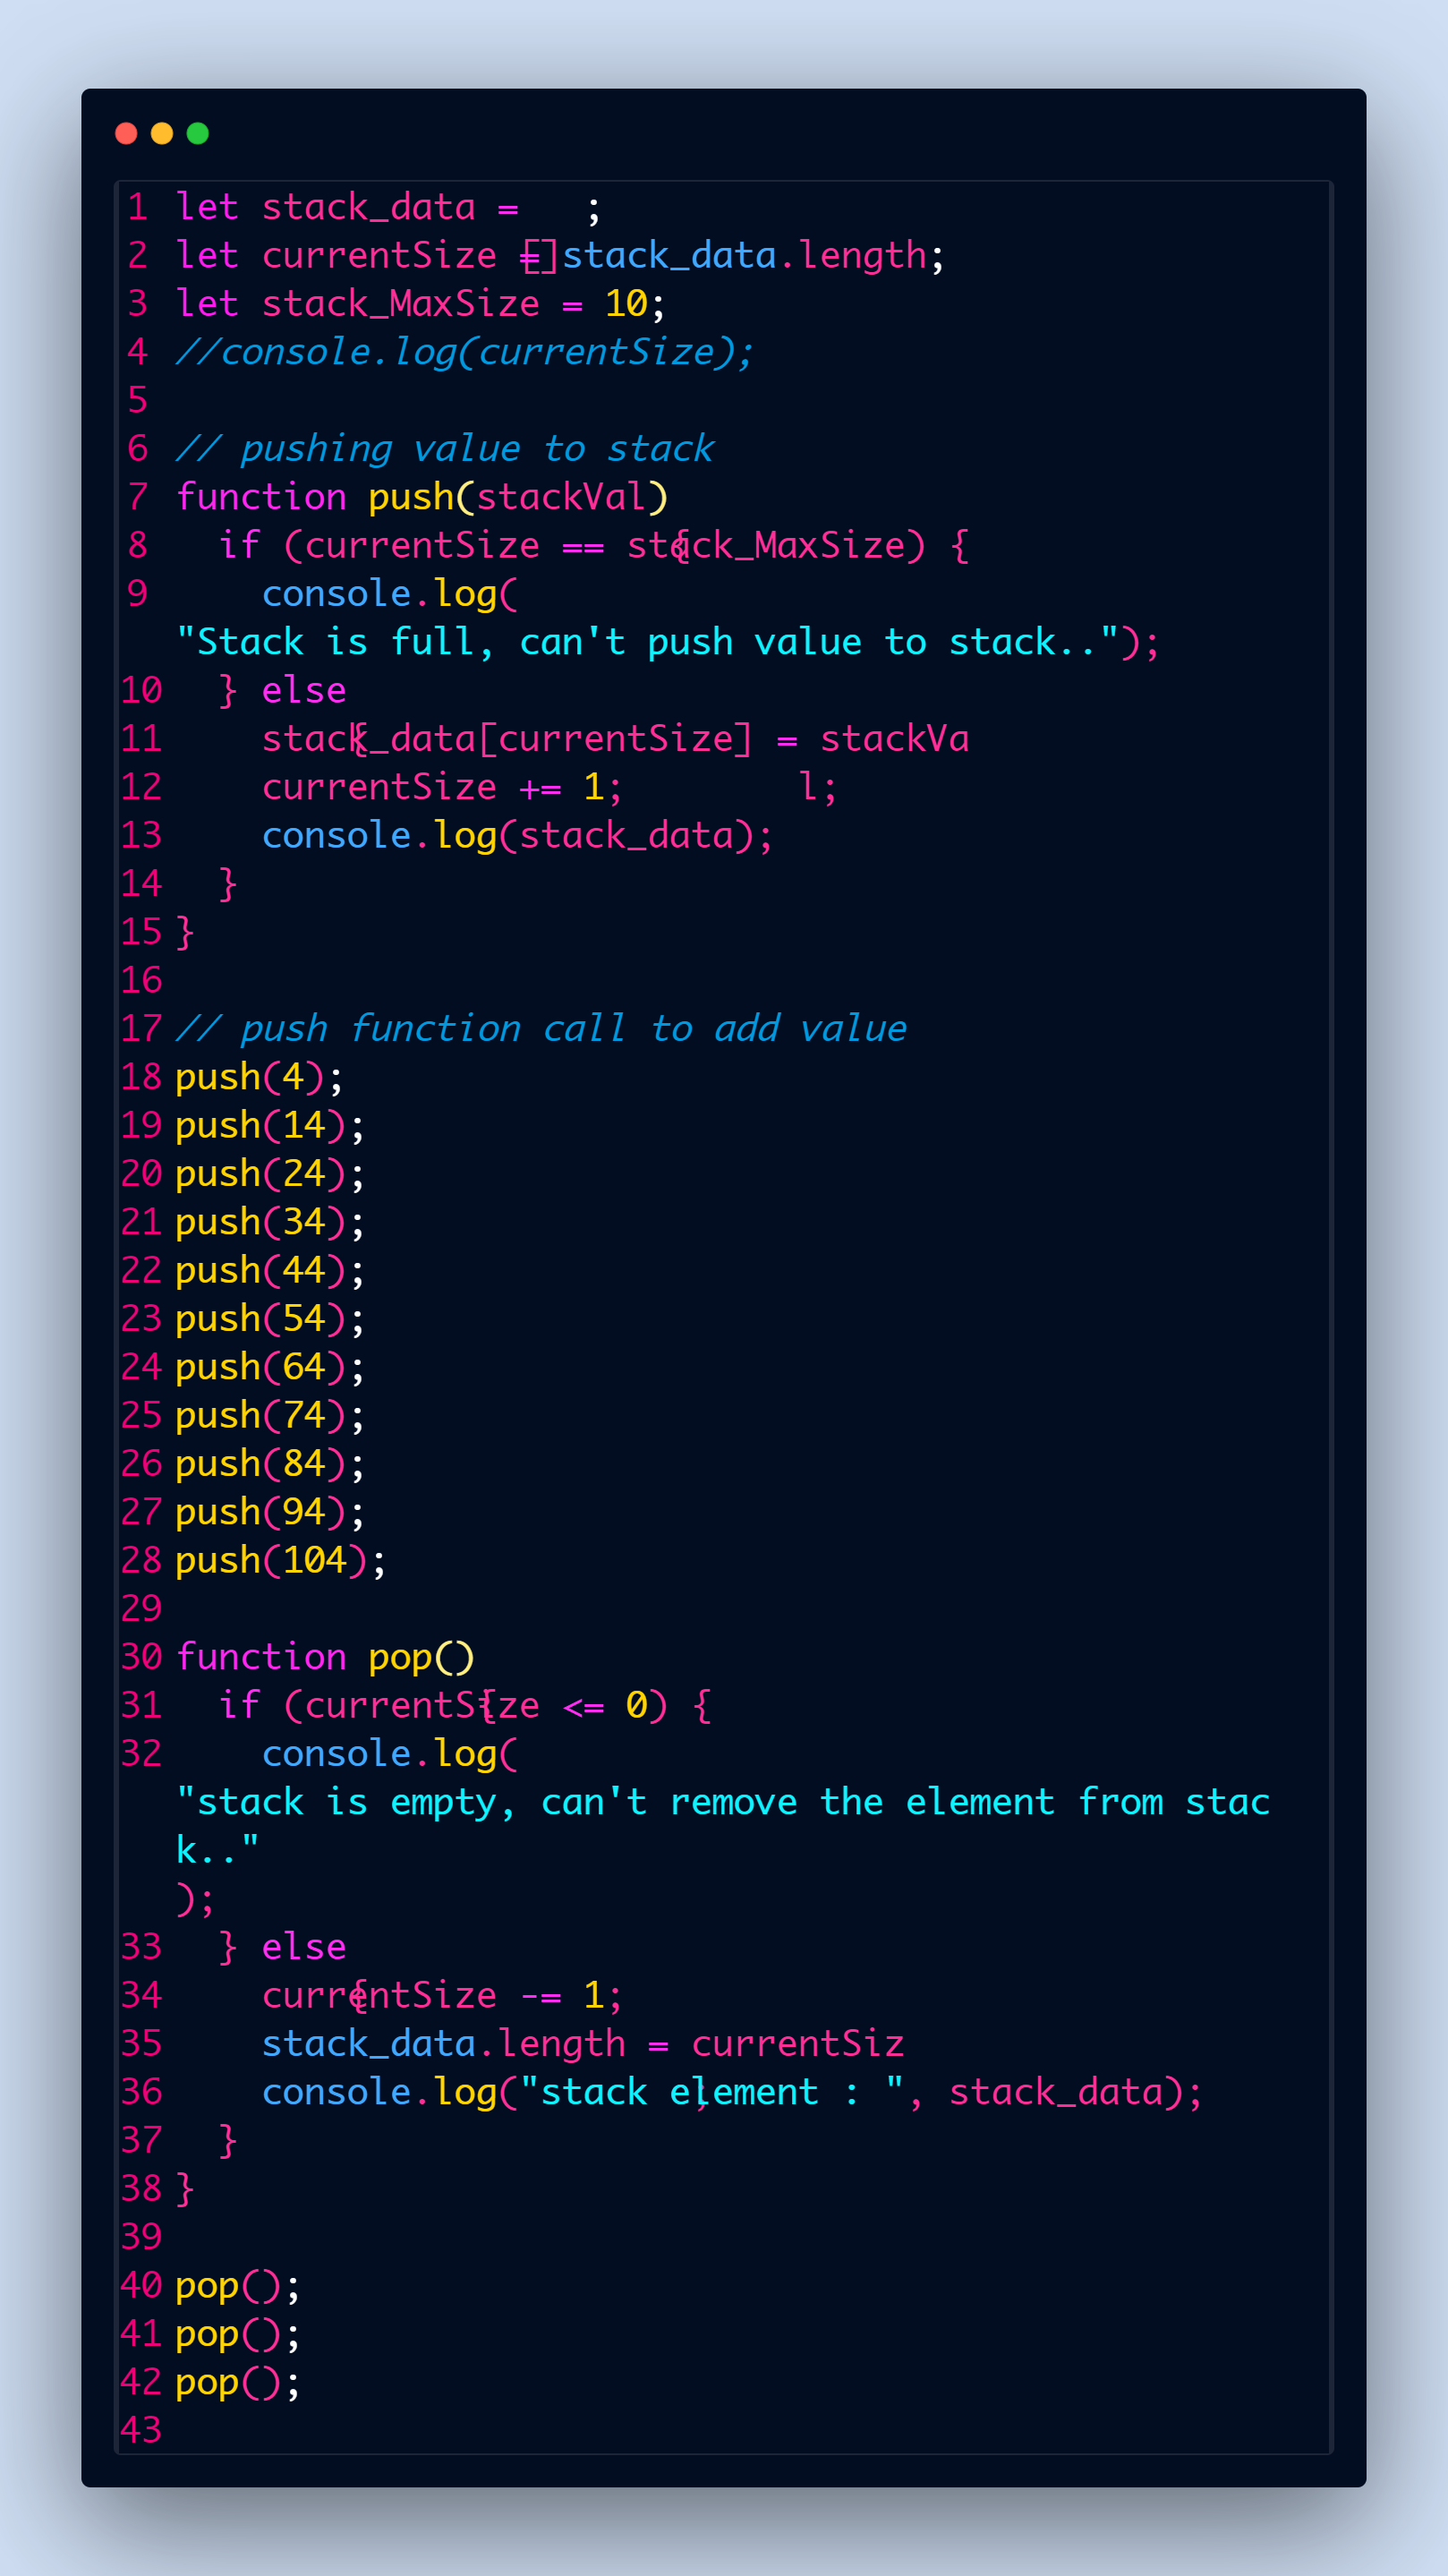 1 let stack_data = [];
2 let currentSize = stack_data.length;
3 let stack_MaxSize = 10;
4 //console.log(currentSize);
5
6 // pushing value to stack
7 function push(stackVal) {
8   if (currentSize == stack_MaxSize) {
9     console.log(
"Stack is full, can't push value to stack..");
10   } else {
11     stack_data[currentSize] = stackVal;
12     currentSize += 1;
13     console.log(stack_data);
14   }
15 }
16
17 // push function call to add value
18 push(4);
19 push(14);
20 push(24);
21 push(34);
22 push(44);
23 push(54);
24 push(64);
25 push(74);
26 push(84);
27 push(94);
28 push(104);
29
30 function pop() {
31   if (currentSize <= 0) {
32     console.log(
"stack is empty, can't remove the element from stac
k.."
);
33   } else {
34     currentSize -= 1;
35     stack_data.length = currentSiz
36     console.log("stack element : ", stack_data);
37   }
38 }
39
40 pop();
41 pop();
42 pop();
43